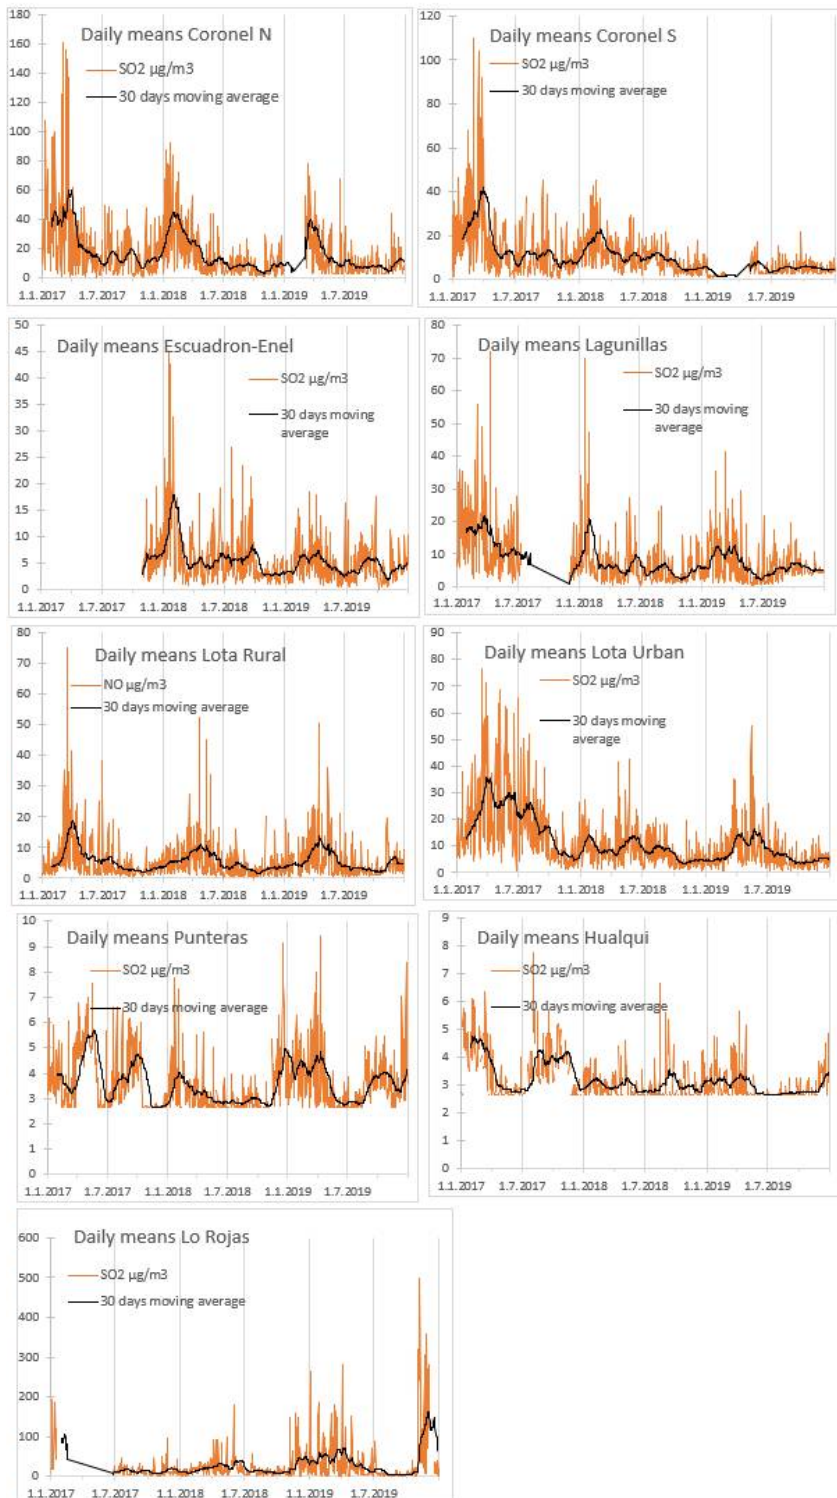 Daily means Coronel N
SO2 µg/m3
30 days moving average
180
160
140
120
100
80
60
40
20
0
1.1.2017 1.7.2017 1.1.2018 1.7.2018 1.1.2019 1.7.2019
Daily means Coronel S
SO2 µg/m3
30 days moving average
120
100
80
60
40
20
0
1.1.2017 1.7.2017 1.1.2018 1.7.2018 1.1.2019 1.7.2019
Daily means Escuadron-Enel
SO2 µg/m3
30 days moving
average
50
45
40
35
30
25
20
15
10
5
0
1.1.2017 1.7.2017 1.1.2018 1.7.2018 1.1.2019 1.7.2019
Daily means Lagunillas
SO2 µg/m3
30 days moving
average
80
70
60
50
40
30
20
10
0
1.1.2017 1.7.2017 1.1.2018 1.7.2018 1.1.2019 1.7.2019
Daily means Lota Rural
NO µg/m3
30 days moving average
80
70
60
50
40
30
20
10
0
1.1.2017 1.7.2017 1.1.2018 1.7.2018 1.1.2019 1.7.2019
Daily means Lota Urban
SO2 µg/m3
30 days moving
average
90
80
70
60
50
40
30
20
10
0
1.1.2017 1.7.2017 1.1.2018 1.7.2018 1.1.2019 1.7.2019
Daily means Punteras
SO2 µg/m3
30 days moving average
10
9
8
7
6
5
4
3
2
1
0
1.1.2017 1.7.2017 1.1.2018 1.7.2018 1.1.2019 1.7.2019
Daily means Hualqui
SO2 µg/m3
30 days moving average
9
8
7
6
5
4
3
2
1
0
1.1.2017 1.7.2017 1.1.2018 1.7.2018 1.1.2019 1.7.2019
Daily means Lo Rojas
SO2 µg/m3
30 days moving average
600
500
400
300
200
100
0
1.1.2017 1.7.2017 1.1.2018 1.7.2018 1.1.2019 1.7.2019